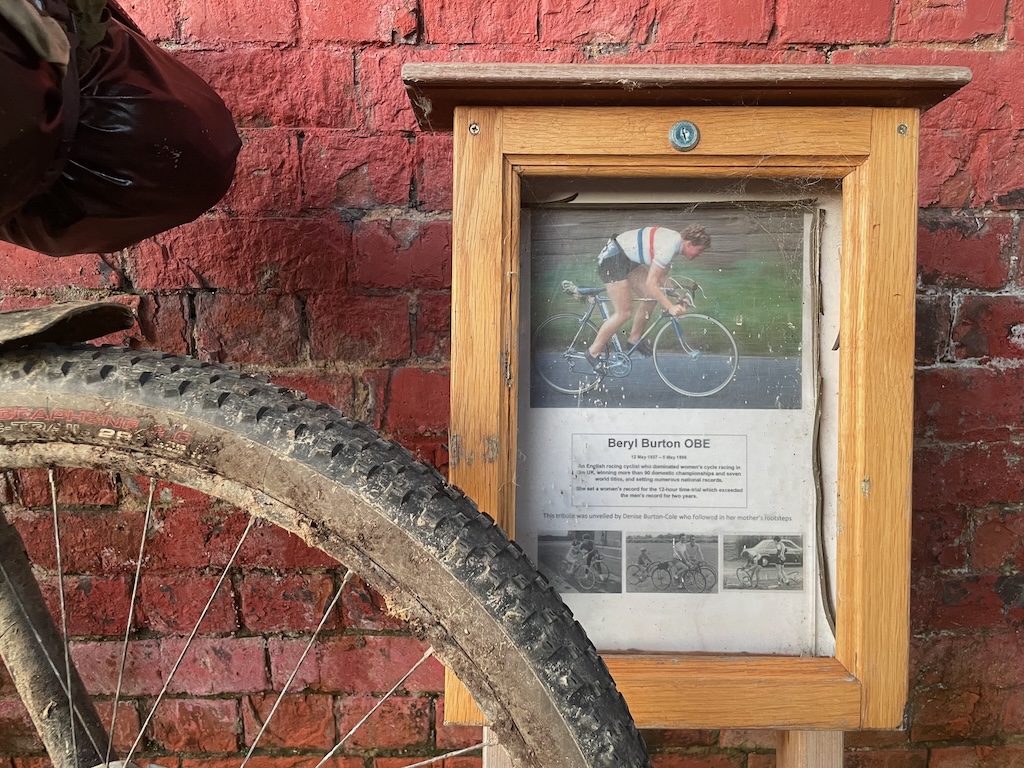 Beryl Burton OBE
12 May 1937 – 5 May 1996
An English racing cyclist who dominated women's cycle racing in
the UK, winning more than 90 domestic championships and seven
world titles, and setting numerous national records.
She set a women's record for the 12-hour time-trial which exceeded
the men's record for two years.
This tribute was unveiled by Denise Burton-Cole who followed in her mother's footsteps
GRAPHENE 2.0